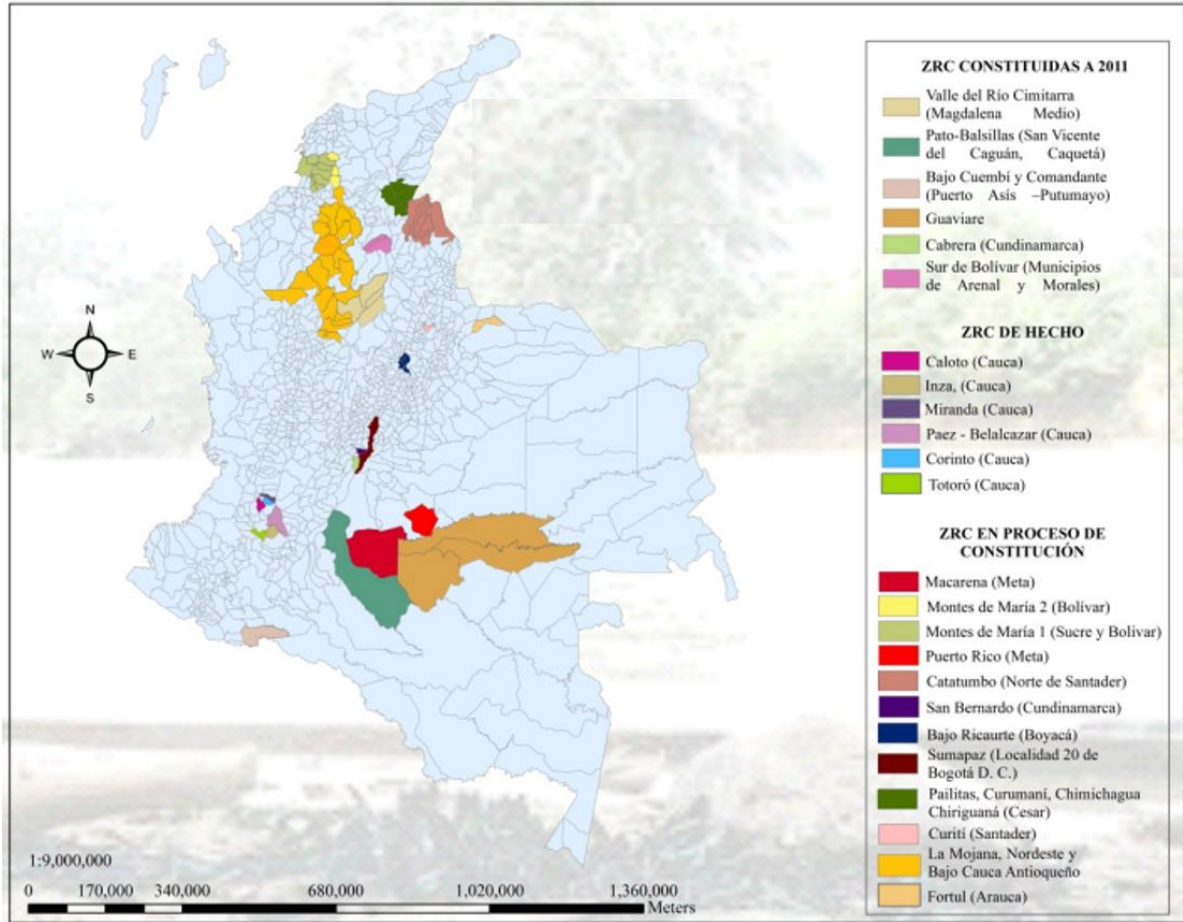 ZRC CONSTITUIDAS A 2011
Valle del Río Cimitarra
(Magdalena Medio)
Pato-Balsillas (San Vicente
del Caguán, Caquetá)
Bajo Cuembí y Comandante
(Puerto Asís –Putumayo)
Guaviare
Cabrera (Cundinamarca)
Sur de Bolívar (Municipios
de Arenal y Morales)
ZRC DE HECHO
Caloto (Cauca)
Inza, (Cauca)
Miranda (Cauca)
Paez - Belalcazar (Cauca)
Corinto (Cauca)
Totoró (Cauca)
ZRC EN PROCESO DE
CONSTITUCIÓN
Macarena (Meta)
Montes de María 2 (Bolívar)
Montes de María 1 (Sucre y Bolívar)
Puerto Rico (Meta)
Catatumbo (Norte de Santader)
San Bernardo (Cundinamarca)
Bajo Ricaurte (Boyacá)
Sumapaz (Localidad 20 de
Bogotá D. C.)
Pailitas, Curumaní, Chimichagua
Chiriguaná (Cesar)
Curití (Santader)
La Mojana, Nordeste y
Bajo Cauca Antioqueño
Fortul (Arauca)
N
W E
S
1:9,000,000
0 170,000 340,000 680,000 1,020,000 1,360,000
Meters